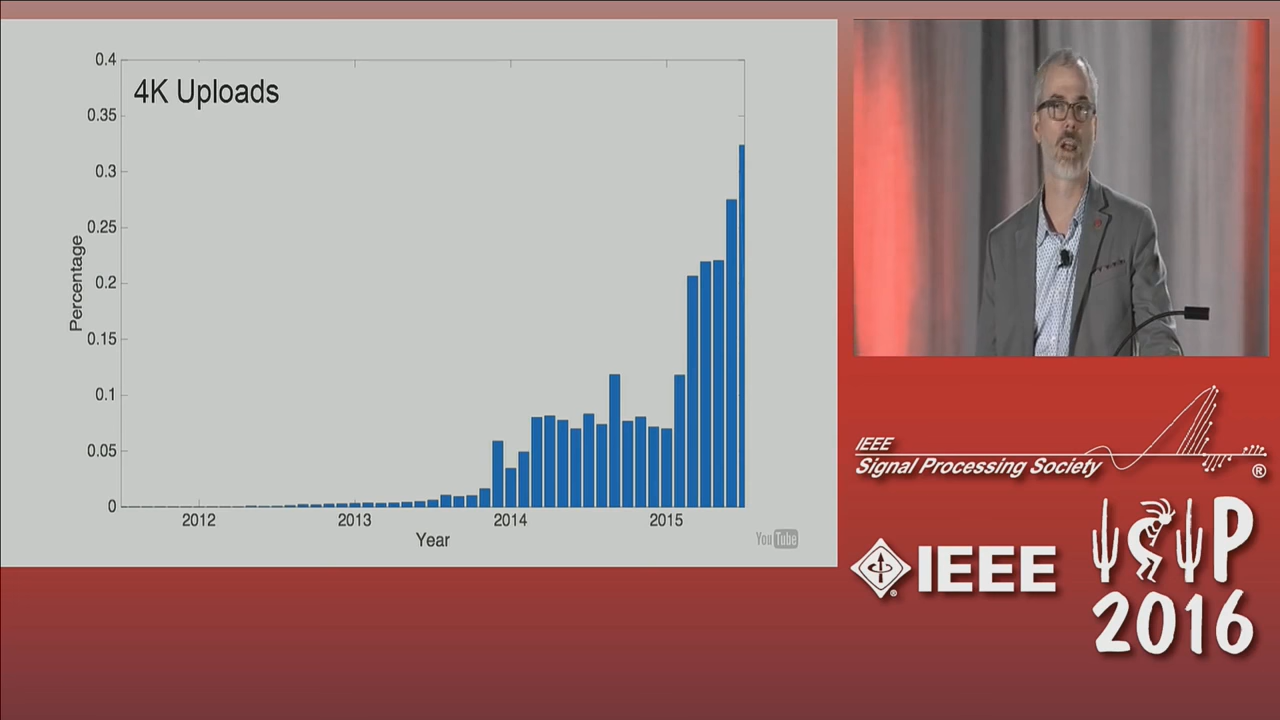 4K Uploads
0.4
0.35
0.3
0.25
0.2
0.15
0.1
0.05
0
Percentage
2012
2013
2014
2015
Year
YouTube
IEEE
Signal Processing Society
®
IEEE
®
ICIP
2016